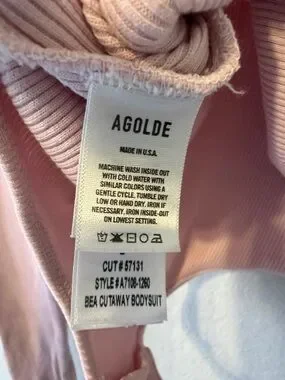 AGOLDE
MADE IN U.S.A.
MACHINE WASH INSIDE OUT
WITH COLD WATER WITH
SIMILAR COLORS USING A
GENTLE CYCLE. TUMBLE DRY
LOW OR HAND DRY. IRON IF
NECESSARY. IRON INSIDE-OUT
ON LOWEST SETTING.
CUT # 57131
STYLE # A7108-1260
BEA CUTAWAY BODYSUIT